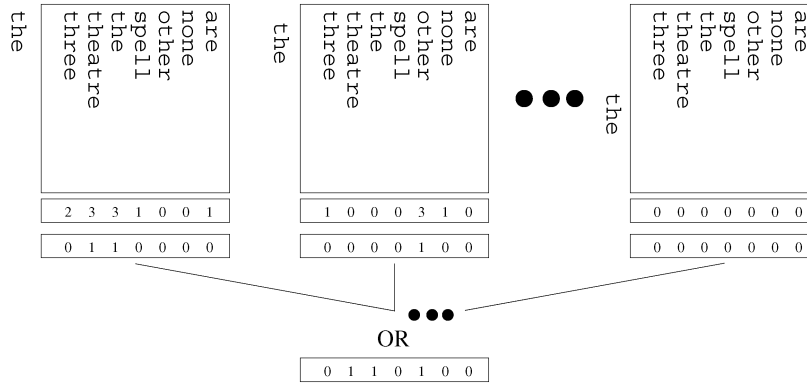 the
three
theatre
the
spell
other
none
are
2 3 3 1 0 0 1
0 1 1 0 0 0 0
the
three
theatre
the
spell
other
none
are
1 0 0 0 3 1 0
0 0 0 0 1 0 0
the
three
theatre
the
spell
other
none
are
0 0 0 0 0 0 0
0 0 0 0 0 0 0
OR
0 1 1 0 1 0 0